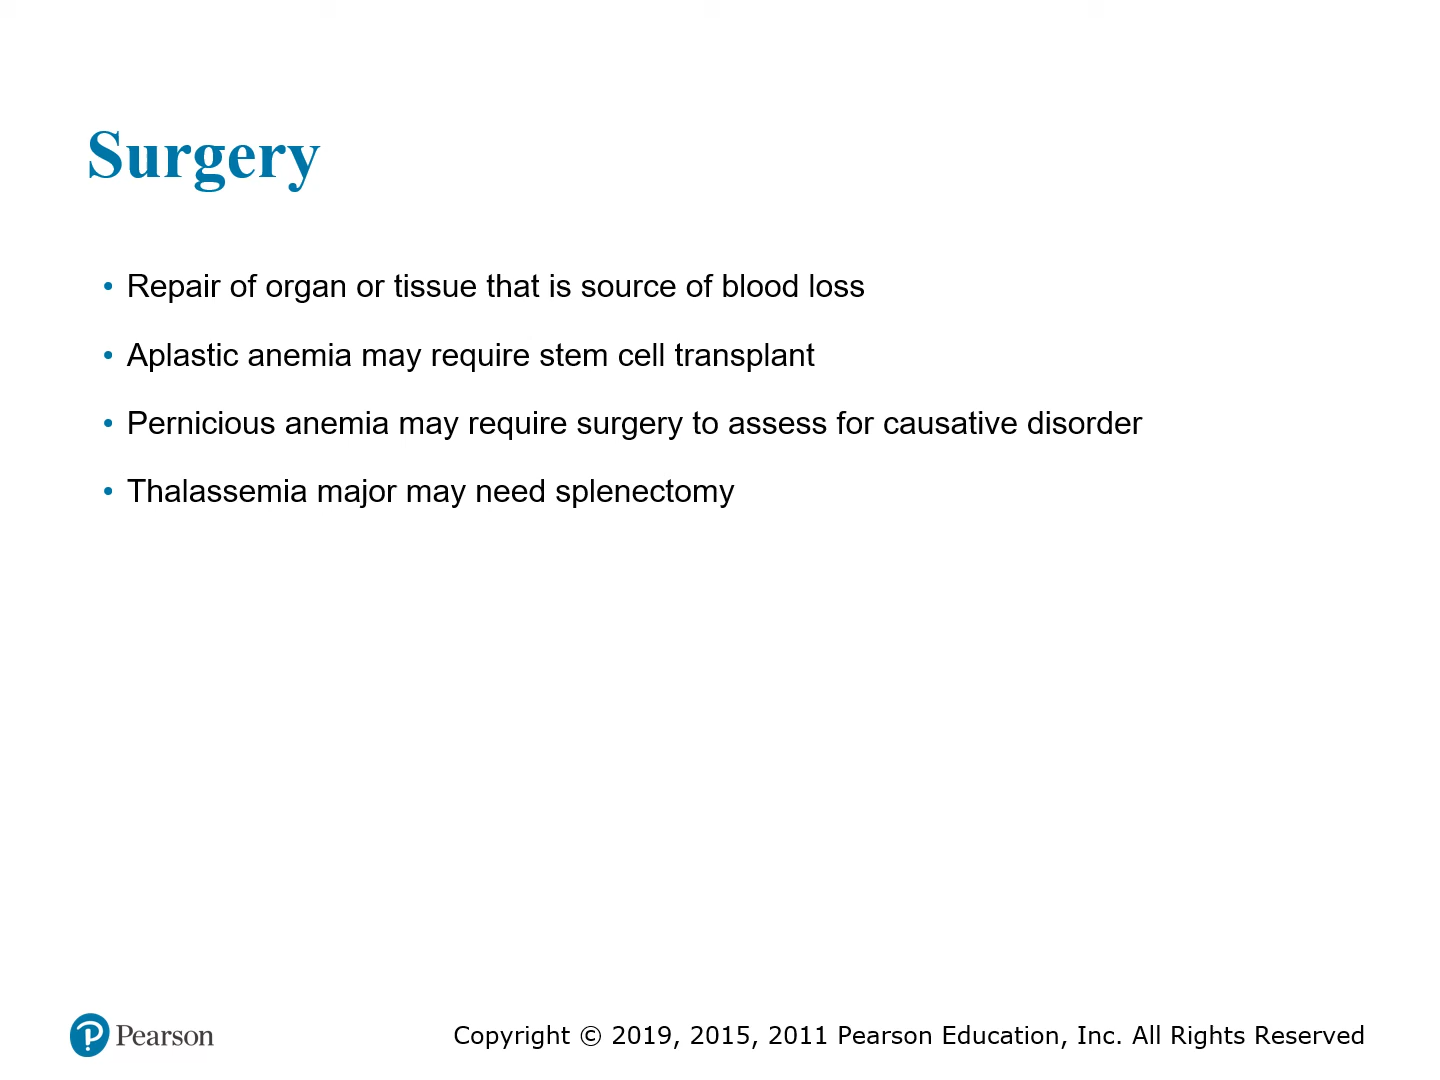 Surgery
• Repair of organ or tissue that is source of blood loss
• Aplastic anemia may require stem cell transplant
• Pernicious anemia may require surgery to assess for causative disorder
• Thalassemia major may need splenectomy
Pearson
Copyright © 2019, 2015, 2011 Pearson Education, Inc. All Rights Reserved